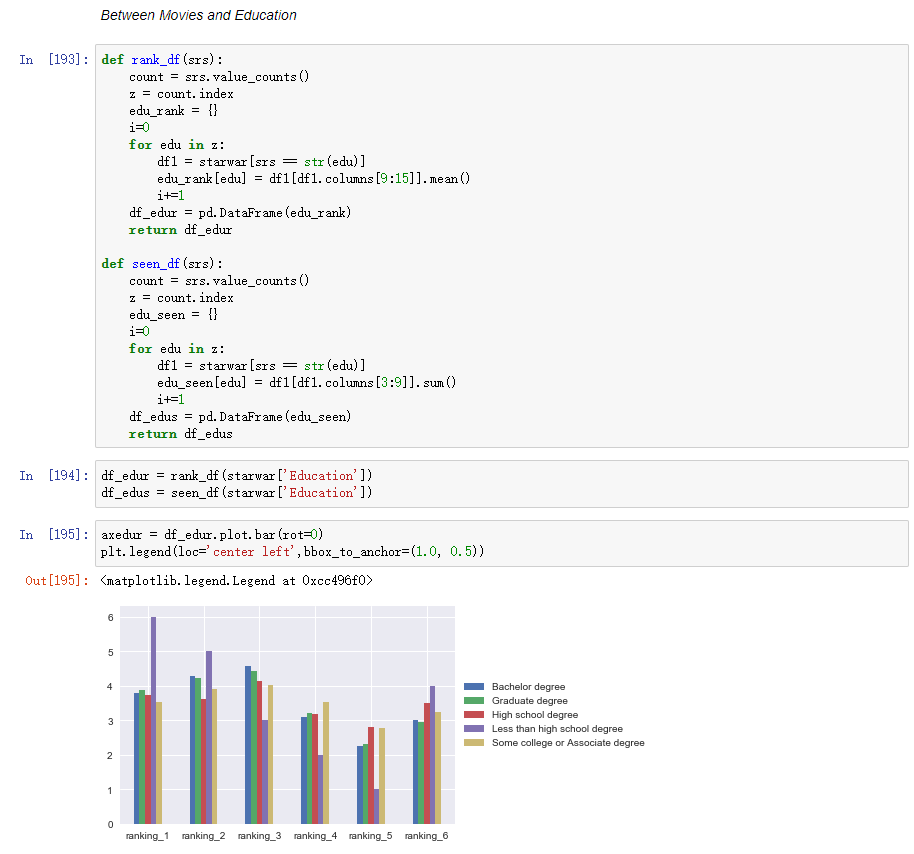 Between Movies and Education
In [193]: def rank_df(srs):
    count = srs.value_counts()
    z = count.index
    edu_rank = {}
    i=0
    for edu in z:
        df1 = starwar[srs == str(edu)]
        edu_rank[edu] = df1[df1.columns[9:15]].mean()
        i+=1
    df_edur = pd.DataFrame(edu_rank)
    return df_edur

def seen_df(srs):
    count = srs.value_counts()
    z = count.index
    edu_seen = {}
    i=0
    for edu in z:
        df1 = starwar[srs == str(edu)]
        edu_seen[edu] = df1[df1.columns[3:9]].sum()
        i+=1
    df_edus = pd.DataFrame(edu_seen)
    return df_edus
In [194]: df_edur = rank_df(starwar['Education'])
df_edus = seen_df(starwar['Education'])
In [195]: axedur = df_edur.plot.bar(rot=0)
plt.legend(loc='center left',bbox_to_anchor=(1.0, 0.5))
Out[195]: <matplotlib.legend.Legend at 0xcc496f0>
6
5
4
3
2
1
0
ranking_1 ranking_2 ranking_3 ranking_4 ranking_5 ranking_6
Bachelor degree
Graduate degree
High school degree
Less than high school degree
Some college or Associate degree